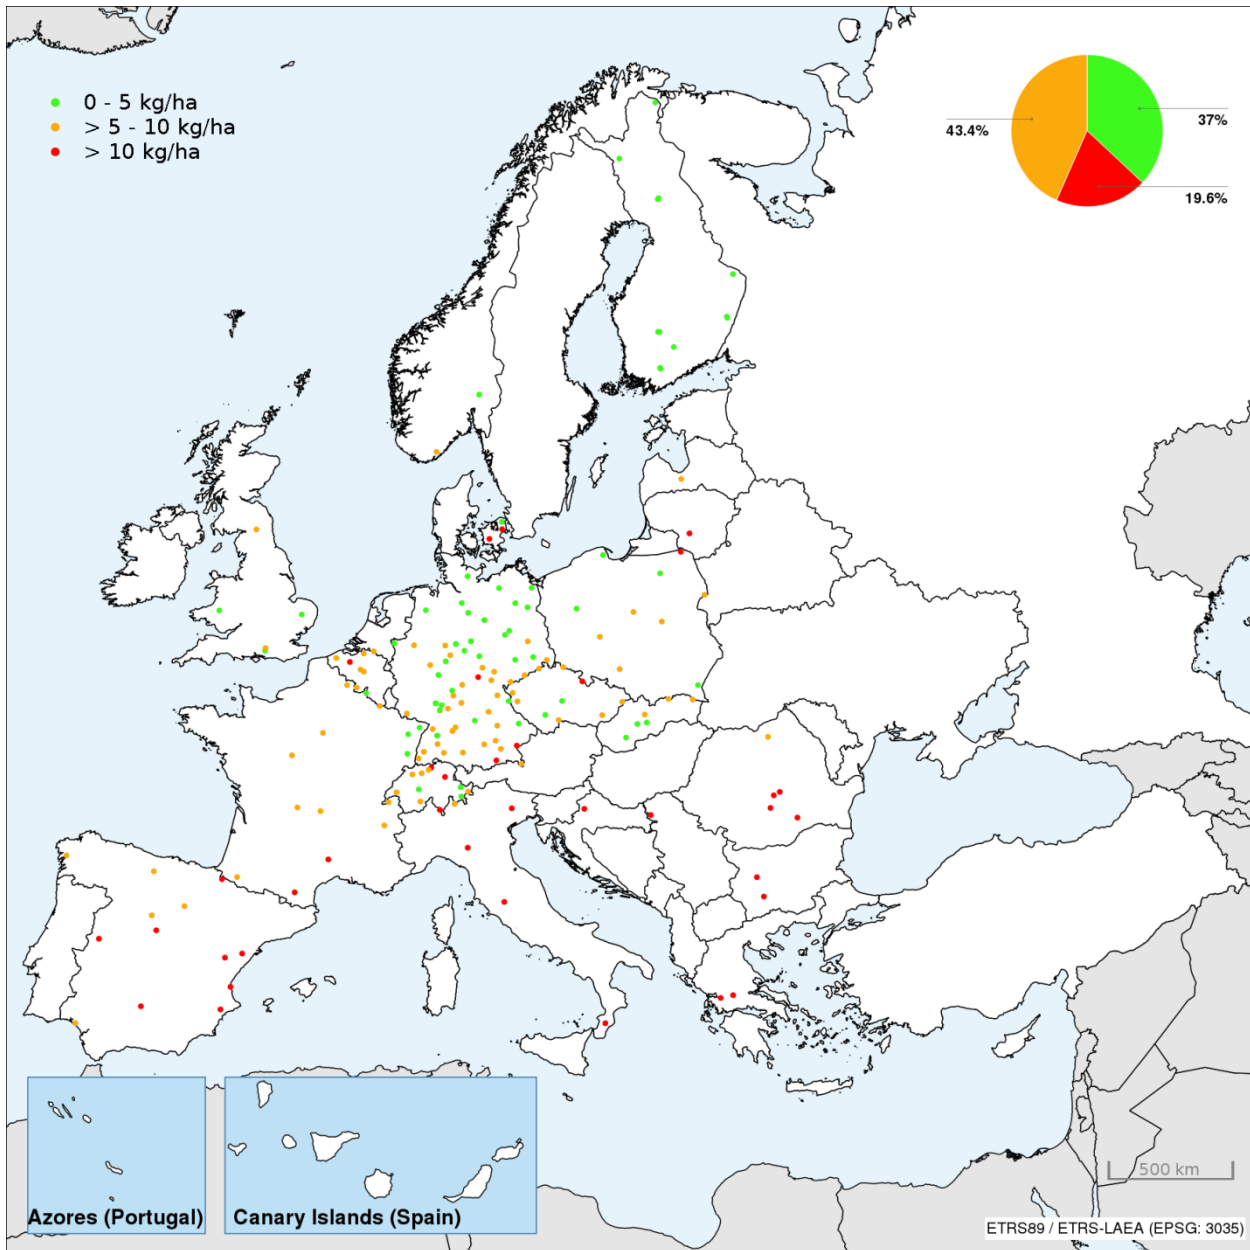 0 - 5 kg/ha
> 5 - 10 kg/ha
> 10 kg/ha
37%
43.4%
19.6%
500 km
Azores (Portugal)
Canary Islands (Spain)
ETRS89 / ETRS-LAEA (EPSG: 3035)